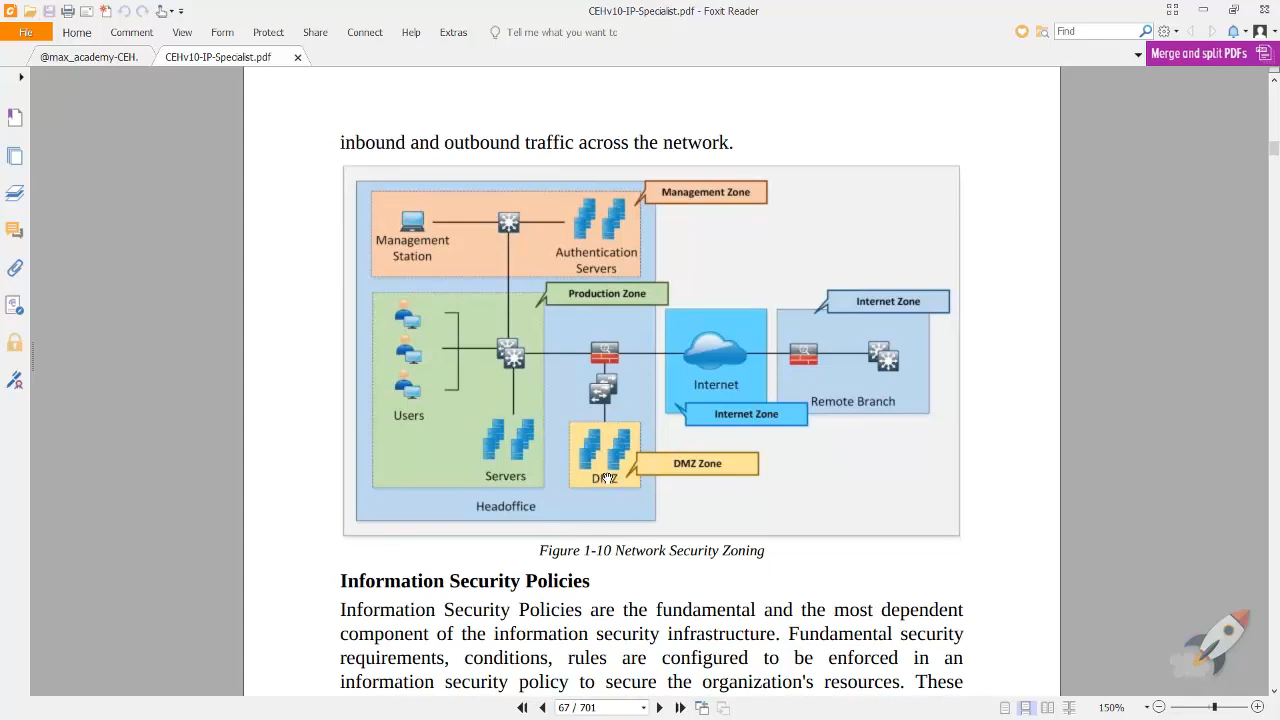 CEHv10-IP-Specialist.pdf - Foxit Reader
File Home Comment View Form Protect Share Connect Help Extras Tell me what you want to Find
@max_academy-CEH. CEHv10-IP-Specialist.pdf Merge and split PDFs
inbound and outbound traffic across the network.
Management Zone
Management
Station
Authentication
Servers
Production Zone
Internet Zone
Users
Internet
Remote Branch
Internet Zone
DMZ Zone
Servers
DMZ
Headoffice
Figure 1-10 Network Security Zoning
Information Security Policies
Information Security Policies are the fundamental and the most dependent
component of the information security infrastructure. Fundamental security
requirements, conditions, rules are configured to be enforced in an
information security policy to secure the organization's resources. These
67 / 701 150%